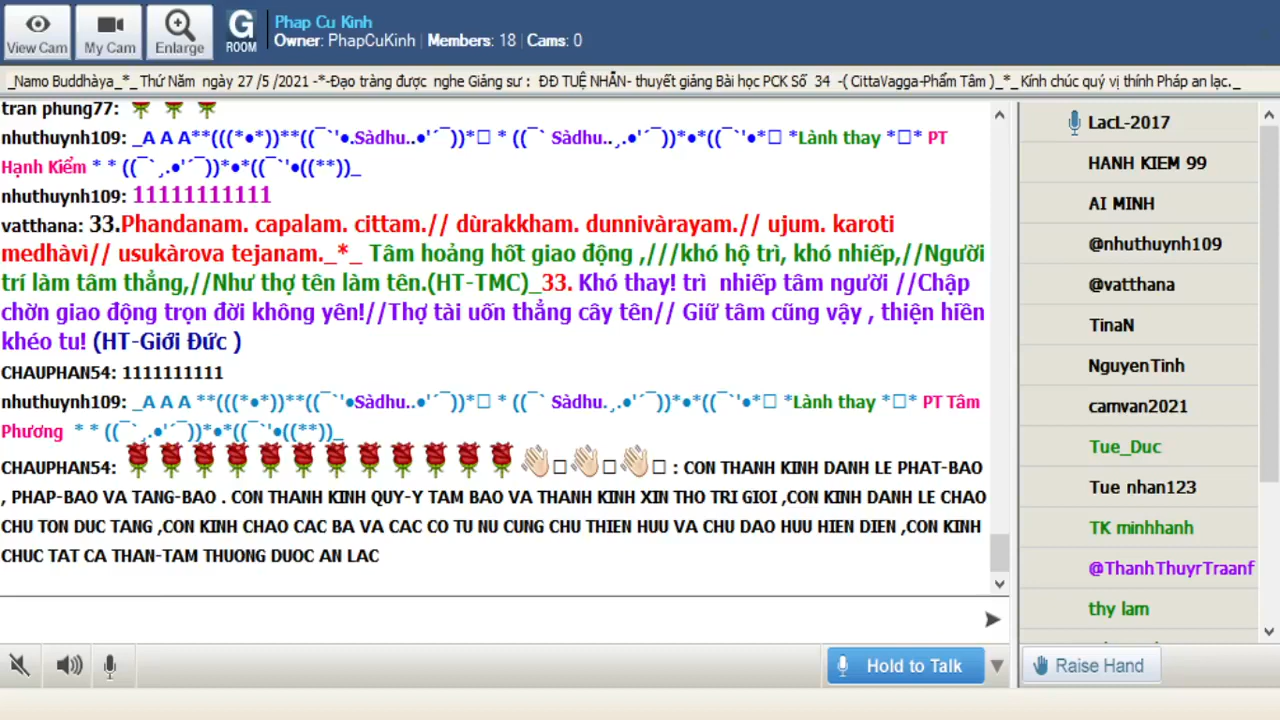 View Cam
My Cam
Enlarge
G
ROOM
Phap Cu Kinh
Owner: PhapCuKinh | Members: 18 | Cams: 0
_Namo Buddhàya_*_ Thứ Năm ngày 27 /5 /2021 -*-Đạo tràng được nghe Giảng sư : ĐĐ TUỆ NHẪN- thuyết giảng Bài học PCK Số 34 -( CittaVagga-Phẩm Tâm )_*_ Kính chúc quý vị thính Pháp an lạc._
tran phung77:
nhuthuynh109: _A A A**(((*●*))**((¯`'●.Sàdhu..●'´¯))*□ * ((¯` Sàdhu..¸.●'´¯))*●*((¯`'●*□ *Lành thay *□* PT
Hạnh Kiểm * * ((¯`¸.●'´¯))*●*((¯`'●((**))_
nhuthuynh109: 11111111111
vatthana: 33.Phandanam. capalam. cittam.// dùrakkham. dunnivàrayam.// ujum. karoti
medhàvì// usukàrova tejanam._*_ Tâm hoảng hốt giao động ,///khó hộ trì, khó nhiếp,//Người
trí làm tâm thẳng,//Như thợ tên làm tên.(HT-TMC)_33. Khó thay! trì nhiếp tâm người //Chập
chờn giao động trọn đời không yên!//Thợ tài uốn thẳng cây tên// Giữ tâm cũng vậy , thiện hiền
khéo tu! (HT-Giới Đức )
CHAUPHAN54: 1111111111
nhuthuynh109: _A A A **(((*●*))**((¯`'●Sàdhu..●'´¯))*□ * ((¯` Sàdhu.¸.●'´¯))*●*((¯`'●*□ *Lành thay *□* PT Tâm
Phương * * ((¯`¸.●'´¯))*●*((¯`'●((**))_
CHAUPHAN54: □ □ □ : CON THANH KINH DANH LE PHAT-BAO
, PHAP-BAO VA TANG-BAO . CON THANH KINH QUY-Y TAM BAO VA THANH KINH XIN THO TRI GIOI ,CON KINH DANH LE CHAO
CHU TON DUC TANG ,CON KINH CHAO CAC BA VA CAC CO TU NU CUNG CHU THIEN HUU VA CHU DAO HUU HIEN DIEN ,CON KINH
CHUC TAT CA THAN-TAM THUONG DUOC AN LAC
LacL-2017
HANH KIEM 99
AI MINH
@nhuthuynh109
@vatthana
TinaN
NguyenTinh
camvan2021
Tue_Duc
Tue nhan123
TK minhhanh
@ThanhThuyrTraanf
thy lam
Hold to Talk
Raise Hand